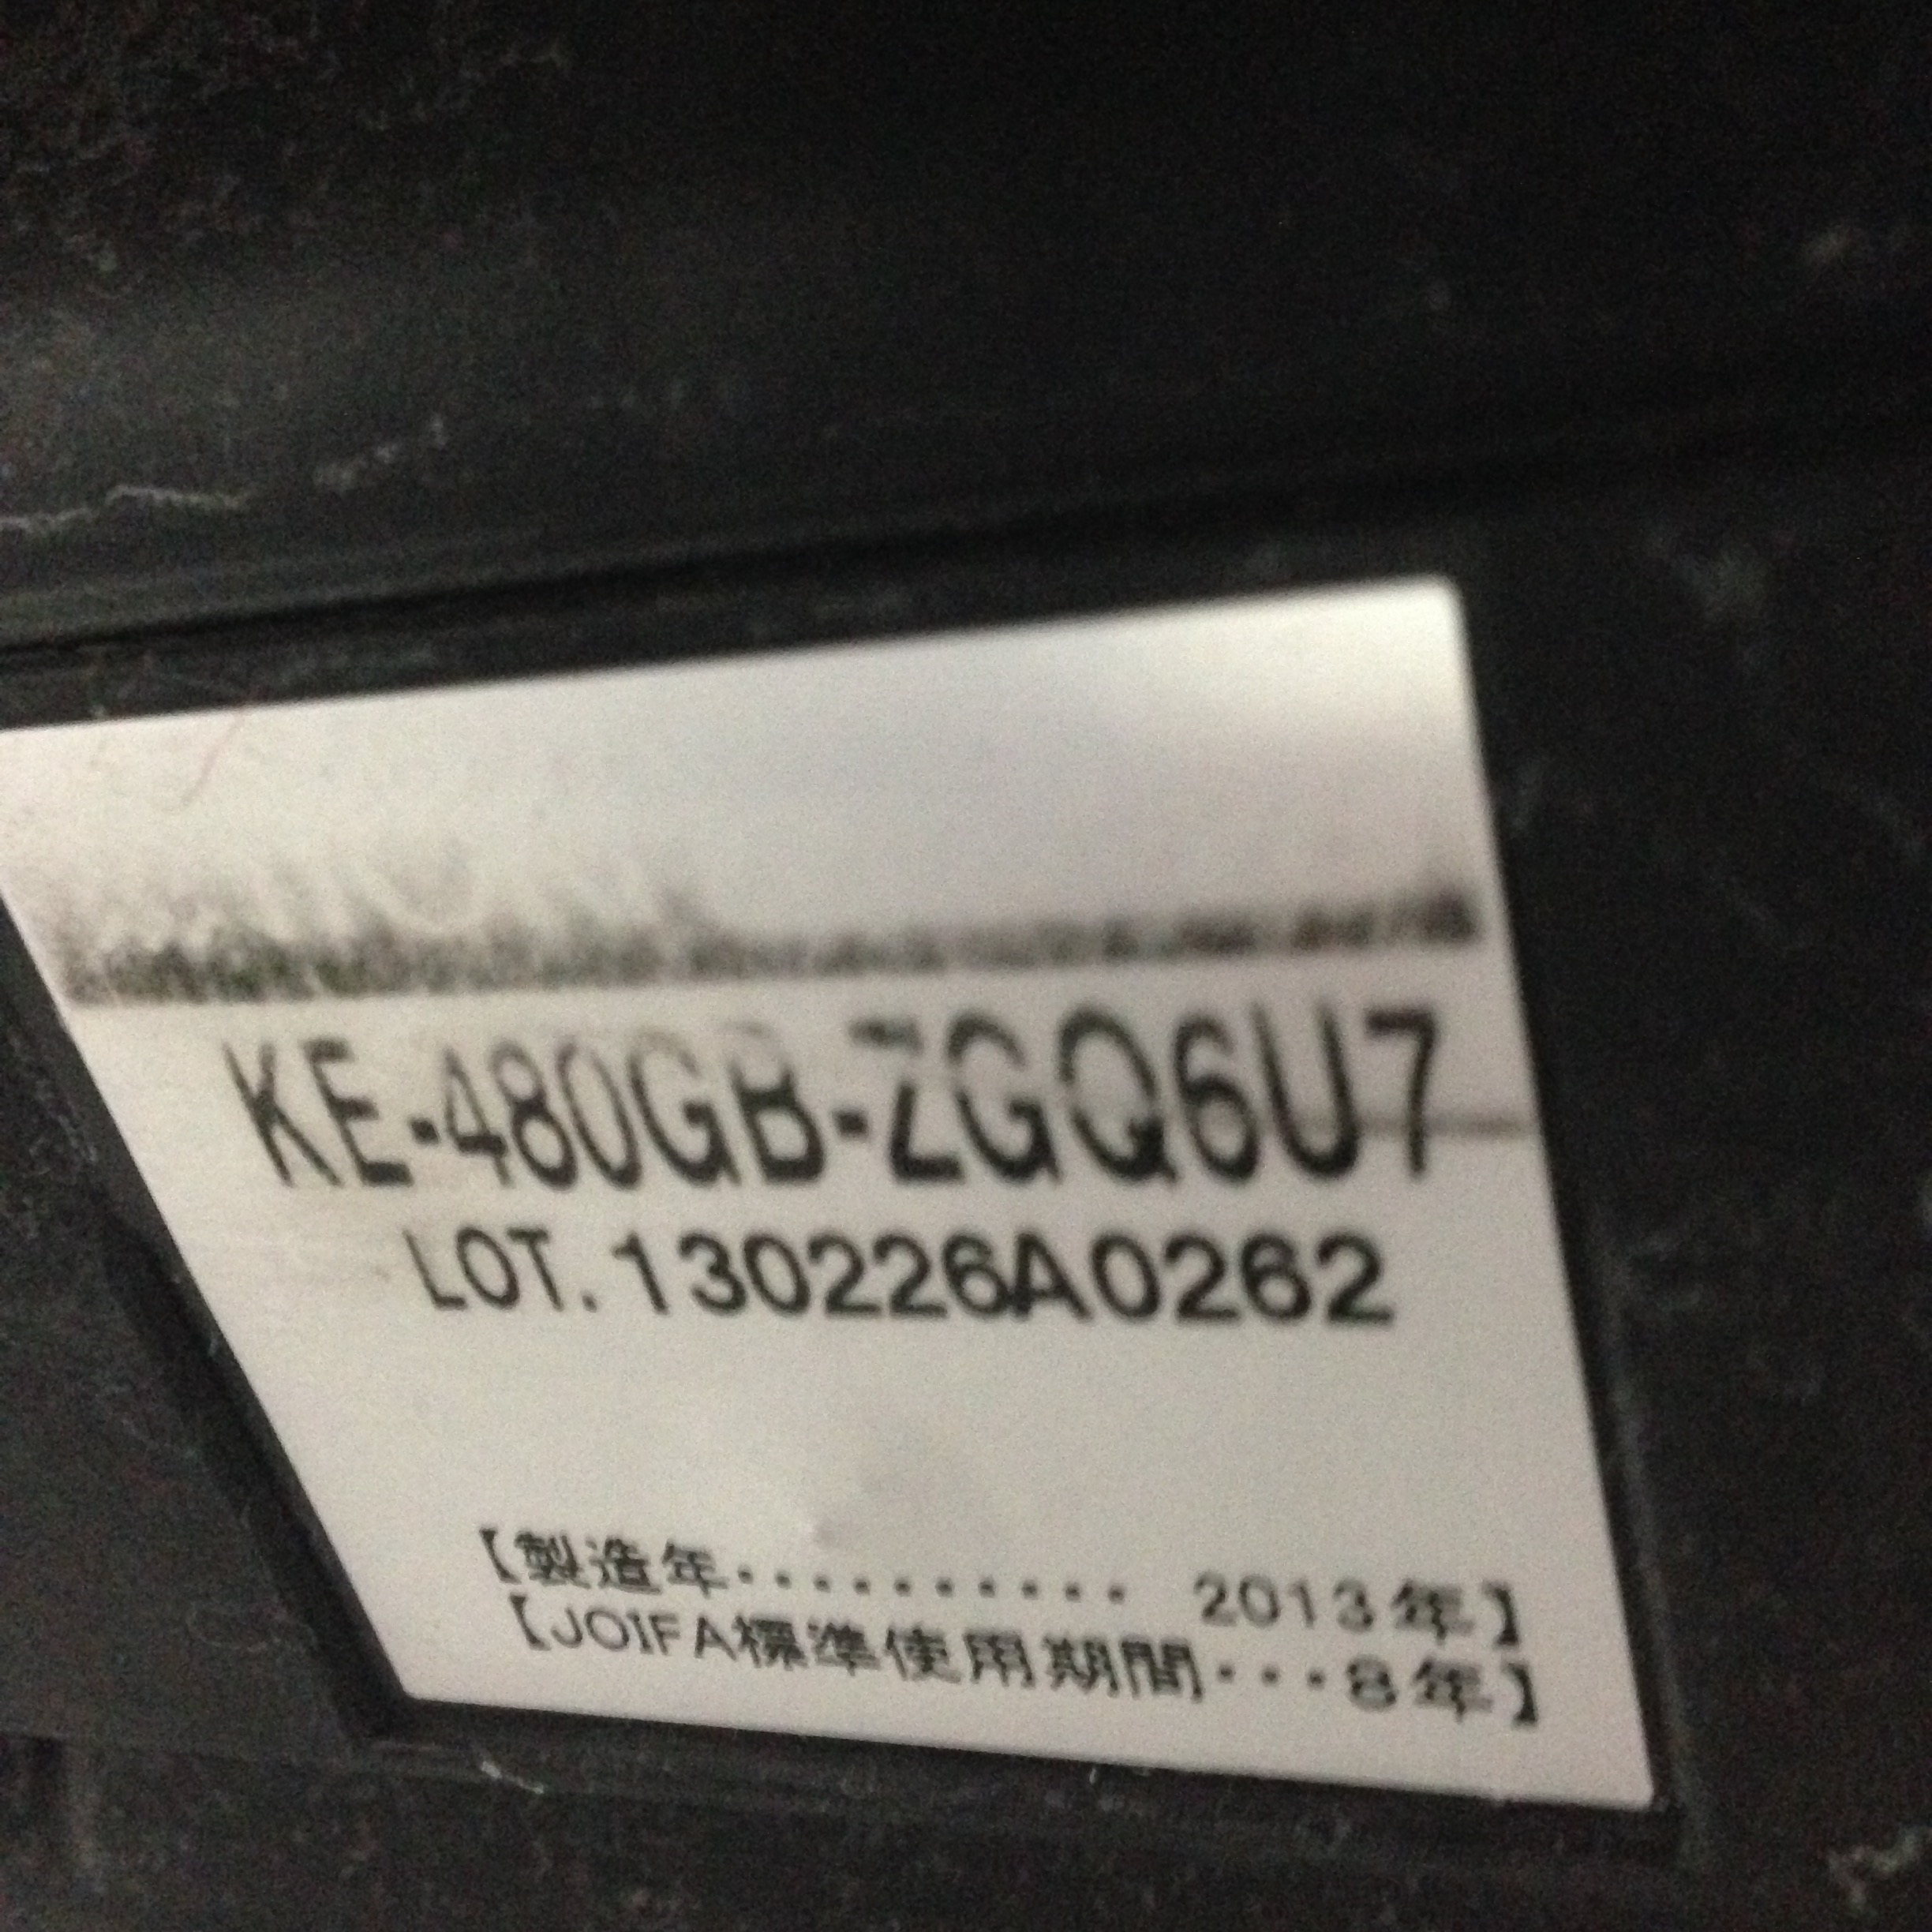 KE-480GB-ZGQ6U7
LOT. 130226A0262
【製造年・・・・・・・・・・・ 2013年】
【JOIFA標準使用期間・・・8年】